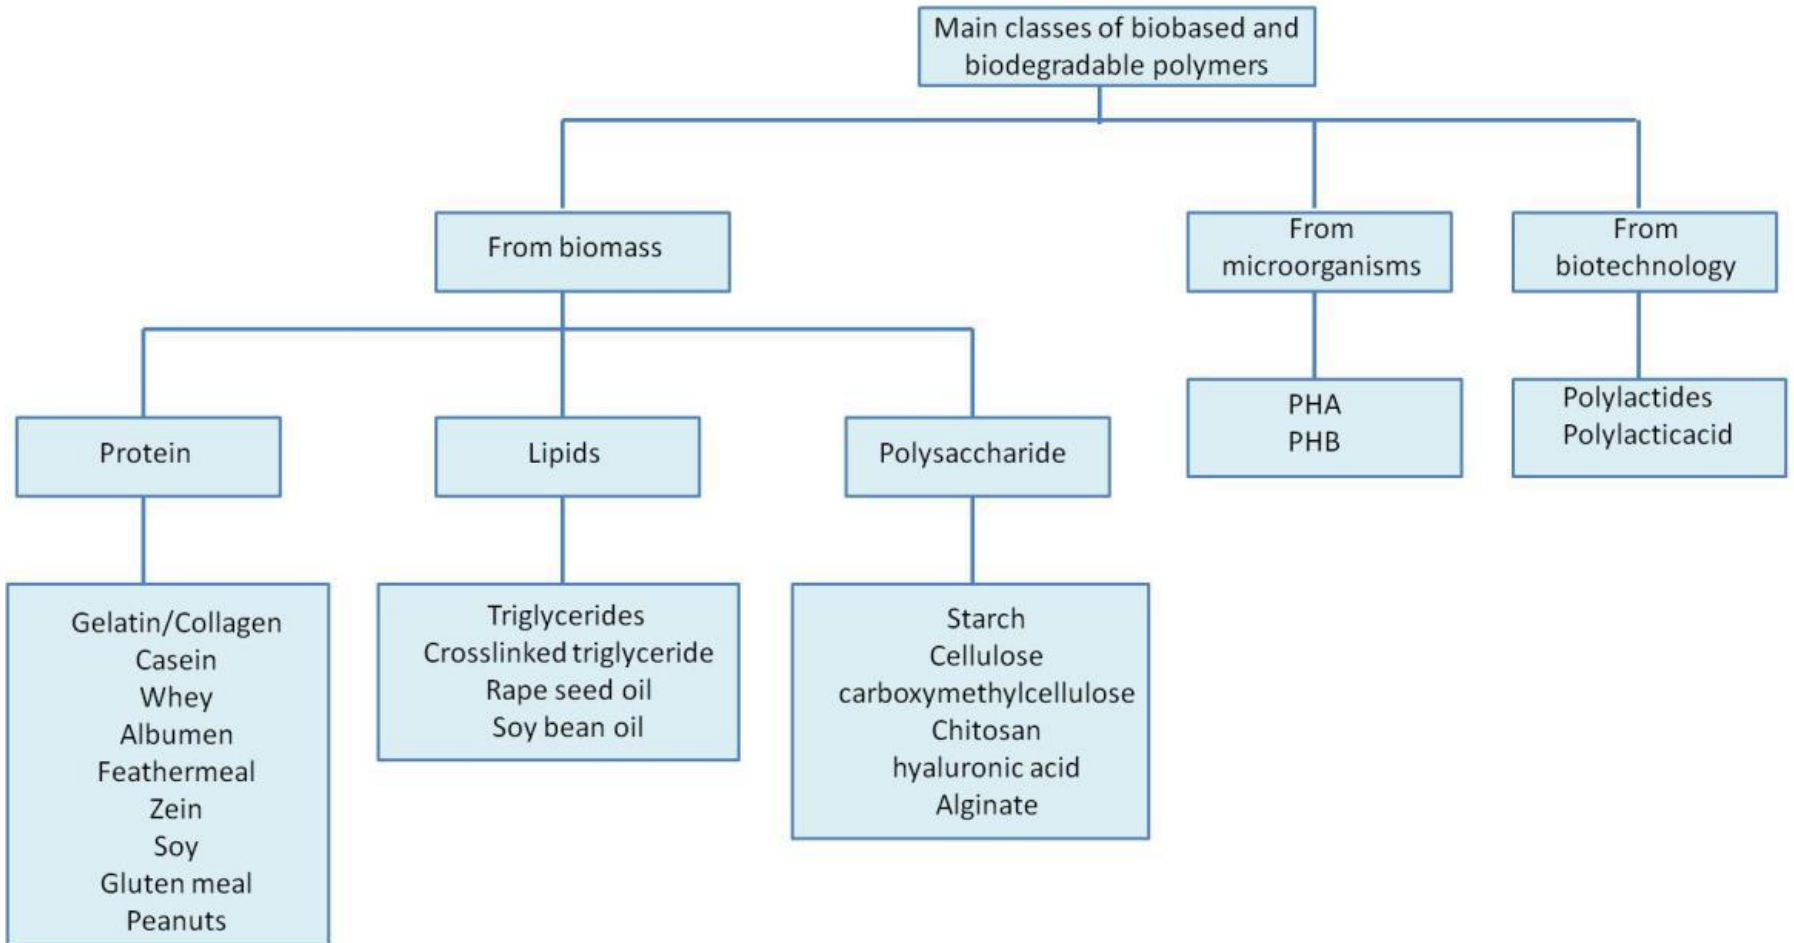 Main classes of biobased and
biodegradable polymers
From biomass
From
microorganisms
From
biotechnology
PHA
PHB
Polylactides
Polylacticacid
Protein
Lipids
Polysaccharide
Gelatin/Collagen
Casein
Whey
Albumen
Feathermeal
Zein
Soy
Gluten meal
Peanuts
Triglycerides
Crosslinked triglyceride
Rape seed oil
Soy bean oil
Starch
Cellulose
carboxymethylcellulose
Chitosan
hyaluronic acid
Alginate